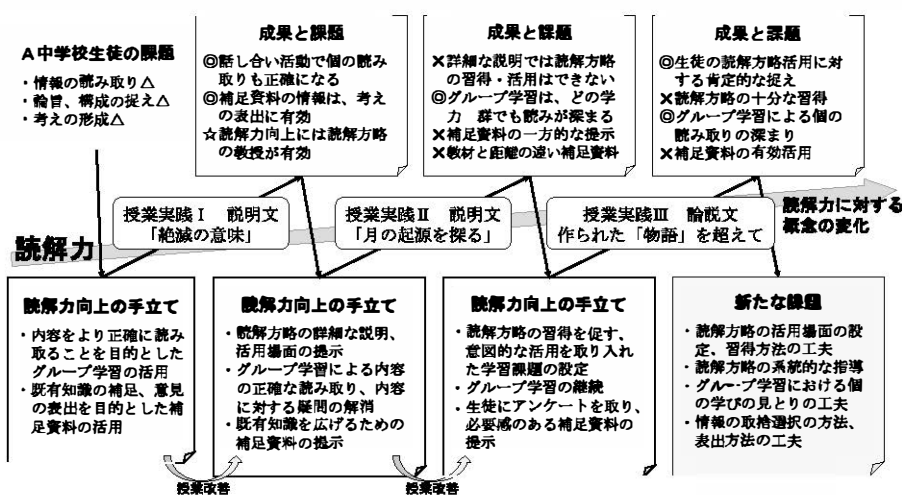 A中学校生徒の課題
・情報の読み取り△
・論旨、構成の捉え△
・考えの形成△
成果と課題
◎話し合い活動で個の読み
取りも正確になる
◎補足資料の情報は、考え
の表出に有効
☆読解力向上には読解方略
の教授が有効
成果と課題
×詳細な説明では読解方略
の習得・活用はできない
◎グループ学習は、どの学
力 群でも読みが深まる
×補足資料の一方的な提示
×教材と距離の遠い補足資料
成果と課題
◎生徒の読解方略活用に対
する肯定的な捉え
×読解方略の十分な習得
◎グループ学習による個の
読み取りの深まり
×補足資料の有効活用
授業実践Ⅰ 説明文
「絶滅の意味」
授業実践Ⅱ 説明文
「月の起源を探る」
授業実践Ⅲ 論説文
作られた「物語」を超えて
読解力に対する
概念の変化
読解力
読解力向上の手立て
・内容をより正確に読み
取ることを目的とした
グループ学習の活用
・既有知識の補足、意見
の表出を目的とした補
足資料の活用
読解力向上の手立て
・読解方略の詳細な説明、
活用場面の提示
・グループ学習による内容
の正確な読み取り、内容
に対する疑問の解消
・既有知識を広げるための
補足資料の提示
読解力向上の手立て
・読解方略の習得を促す、
意図的な活用を取り入れ
た学習課題の設定
・グループ学習の継続
・生徒にアンケートを取り、
必要感のある補足資料の
提示
新たな課題
・読解方略の活用場面の設
定、習得方法の工夫
・読解方略の系統的な指導
・グループ学習における個
の学びの見とりの工夫
・情報の取捨選択の方法、
表出方法の工夫
授業改善
授業改善